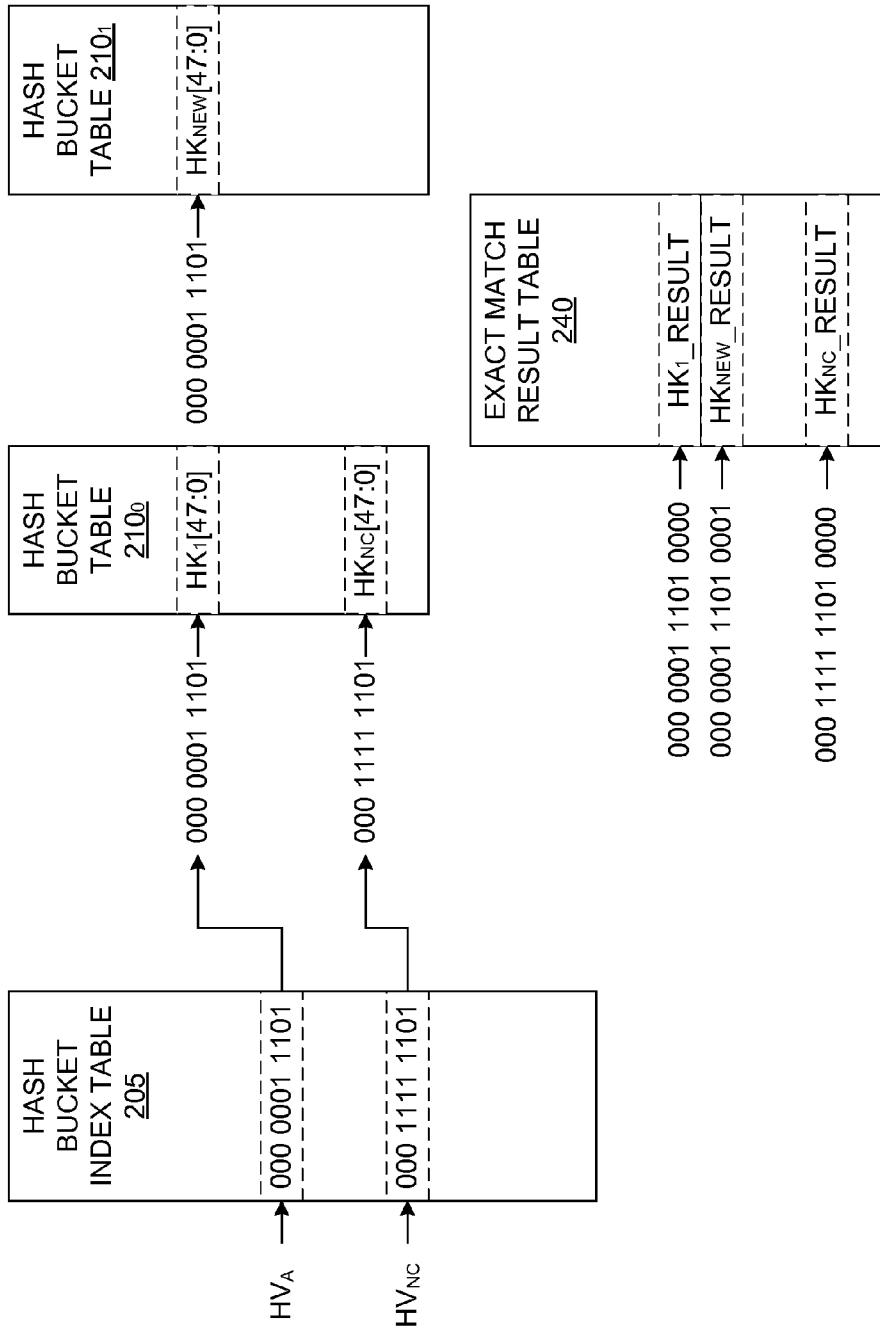 HASH
BUCKET
INDEX TABLE
205
HVA
000 0001 1101
HVNC
000 1111 1101
000 0001 1101
000 1111 1101
HASH
BUCKET
TABLE
2100
HK1[47:0]
HKNC[47:0]
000 0001 1101
HASH
BUCKET
TABLE 2101
HKNEW[47:0]
EXACT MATCH
RESULT TABLE
240
000 0001 1101 0000
HK1_RESULT
000 0001 1101 0001
HKNEW_RESULT
000 1111 1101 0000
HKNC_RESULT